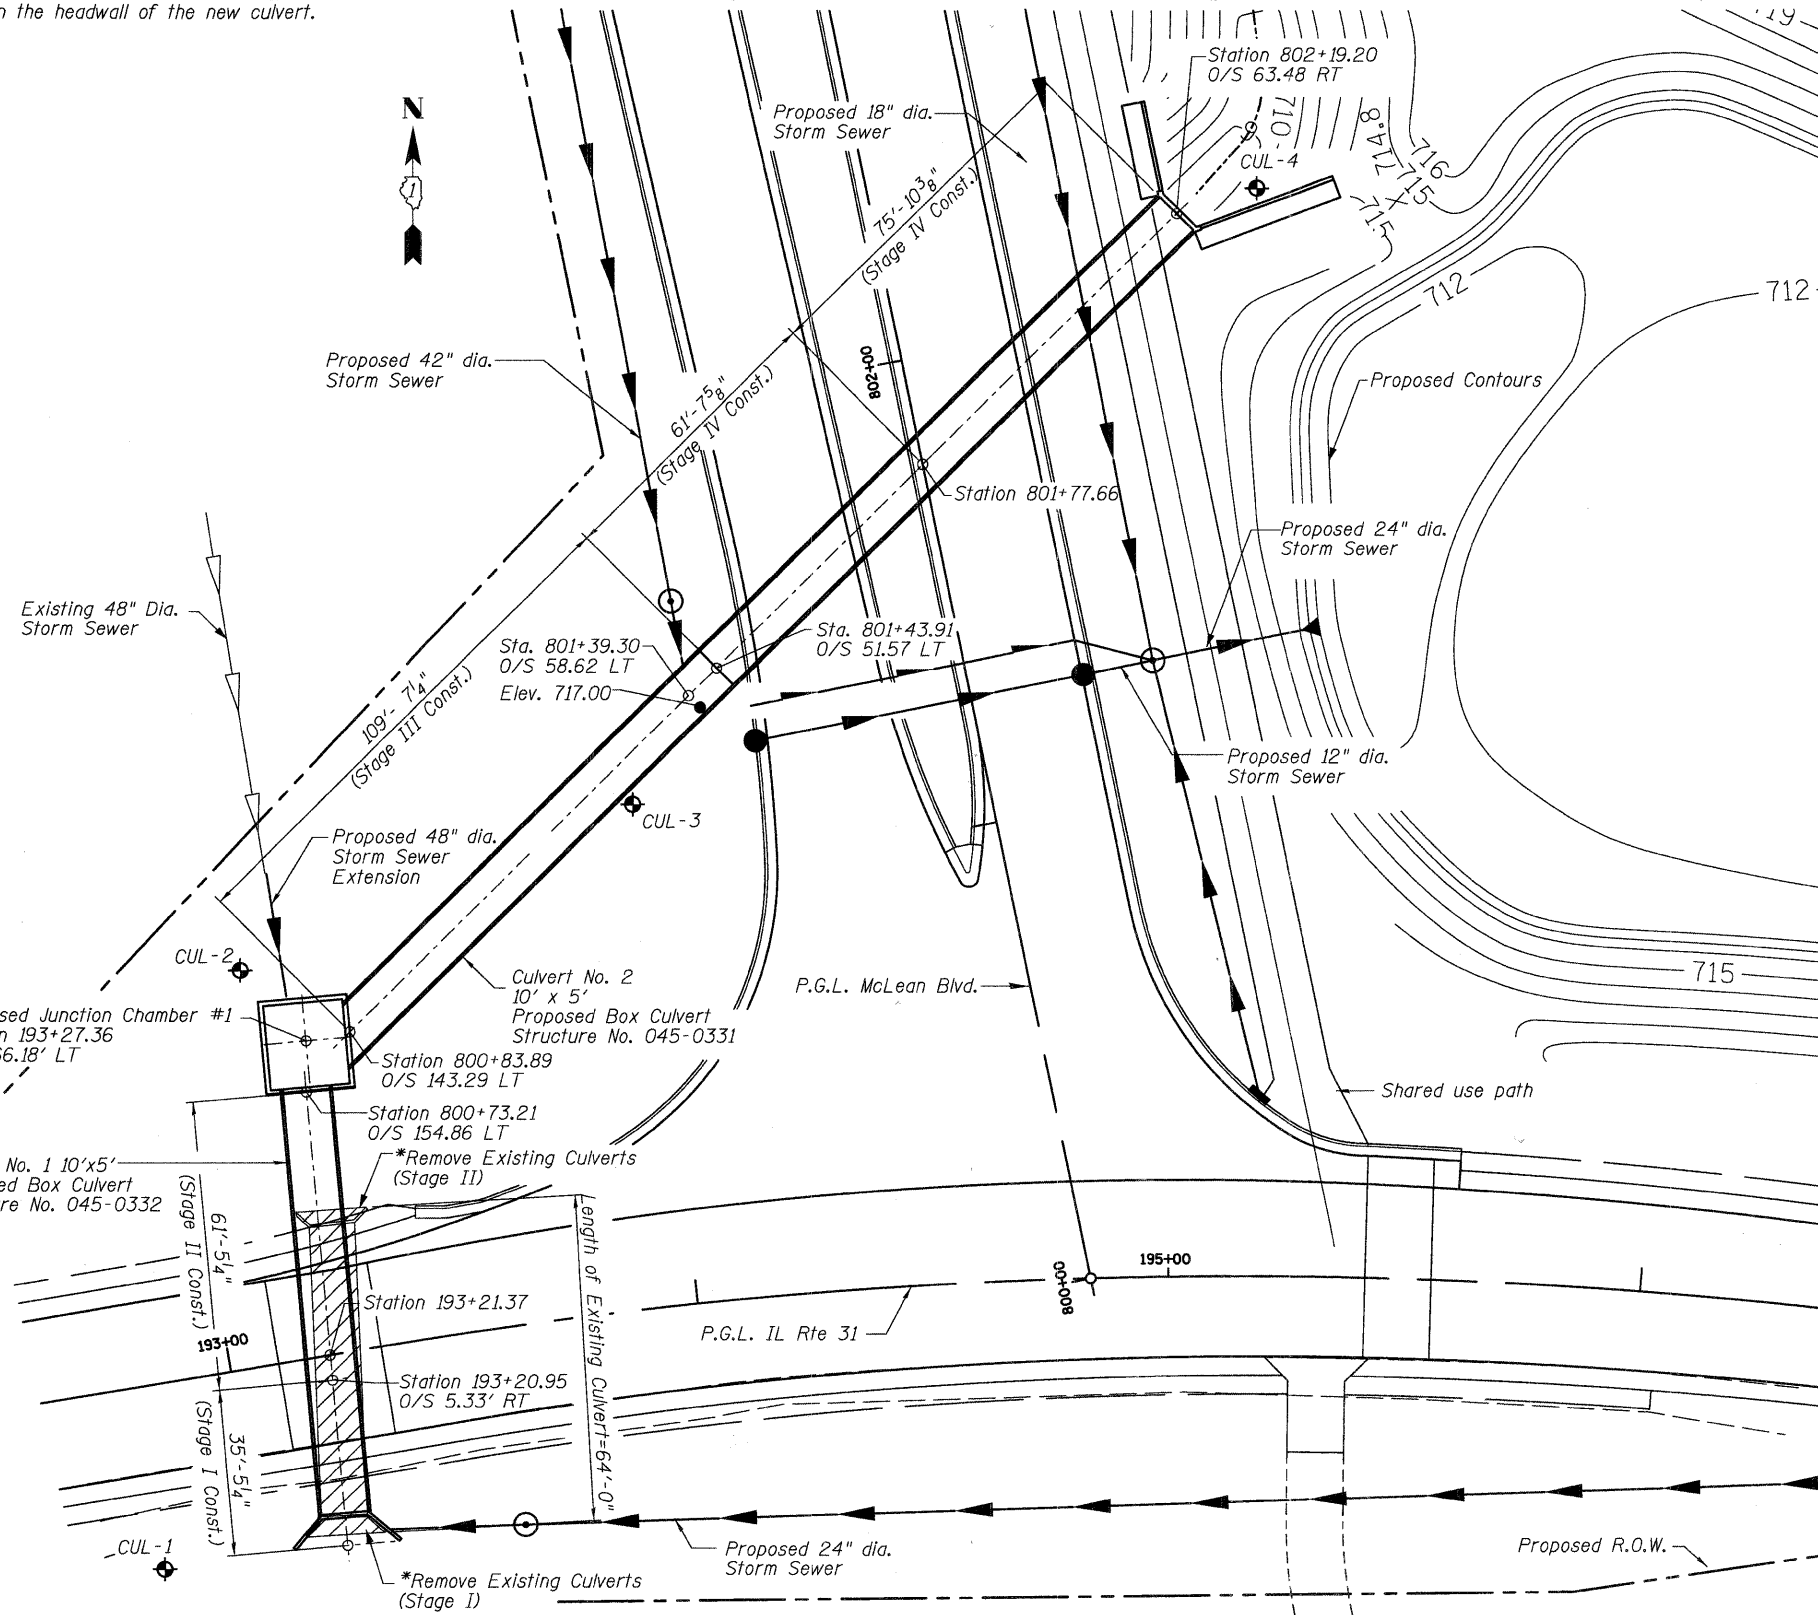 n the headwall of the new culvert.
N
1
Station 802+19.20
O/S 63.48 RT
Proposed 18" dia.
Storm Sewer
710
714.8
716
715
X
715
719
CUL-4
75'-10 3/8"
(Stage IV Const.)
712
712
Proposed 42" dia.
Storm Sewer
802+00
Proposed Contours
61'-7 5/8"
(Stage IV Const.)
Station 801+77.66
Proposed 24" dia.
Storm Sewer
Existing 48" Dia.
Storm Sewer
Sta. 801+39.30
O/S 58.62 LT
Elev. 717.00
Sta. 801+43.91
O/S 51.57 LT
109'- 7 1/4"
(Stage III Const.)
Proposed 12" dia.
Storm Sewer
CUL-3
Proposed 48" dia.
Storm Sewer
Extension
CUL-2
Culvert No. 2
10' x 5'
Proposed Box Culvert
Structure No. 045-0331
P.G.L. McLean Blvd.
715
sed Junction Chamber #1
n 193+27.36
6.18' LT
Station 800+83.89
O/S 143.29 LT
Shared use path
Station 800+73.21
O/S 154.86 LT
No. 1 10'x5'
ed Box Culvert
re No. 045-0332
*Remove Existing Culverts
(Stage II)
61'-5 1/4"
(Stage II Const.)
Length of Existing Culvert=64'-0"
800+00
195+00
Station 193+21.37
193+00
P.G.L. IL Rte 31
Station 193+20.95
O/S 5.33' RT
35'-5 1/4"
(Stage I Const.)
CUL-1
Proposed 24" dia.
Storm Sewer
Proposed R.O.W.
*Remove Existing Culverts
(Stage I)